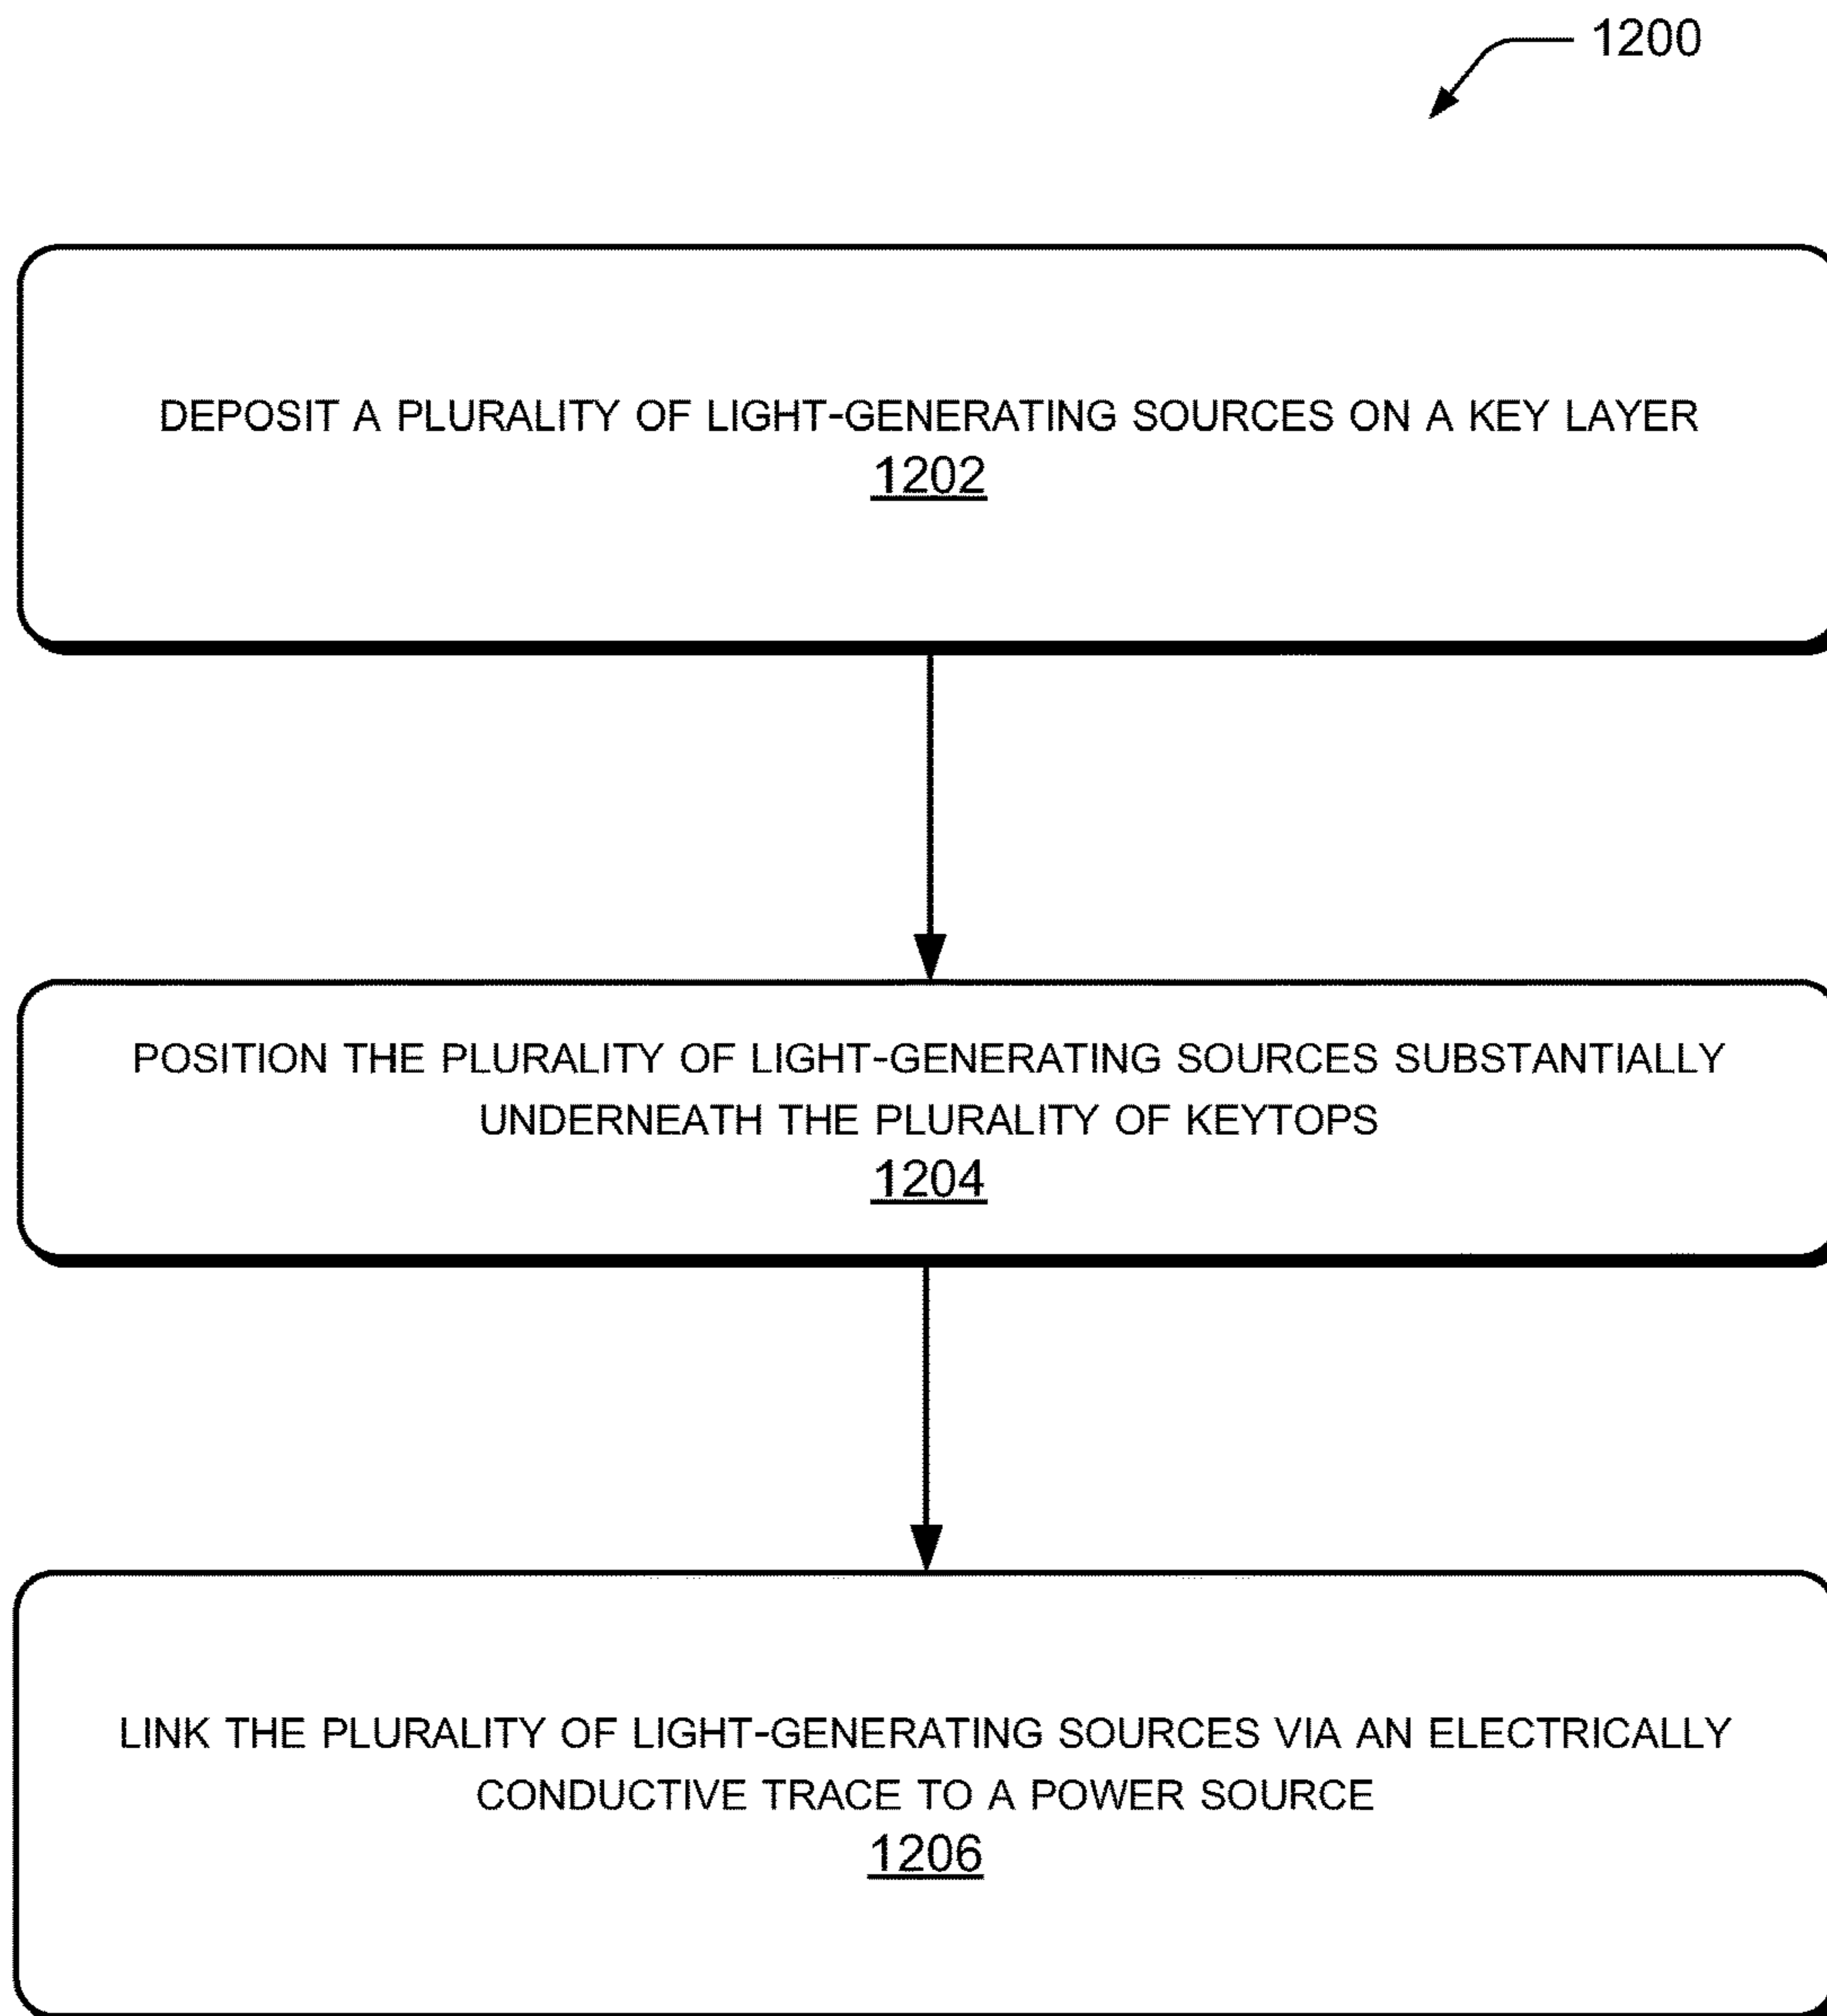 1200
DEPOSIT A PLURALITY OF LIGHT-GENERATING SOURCES ON A KEY LAYER
1202
POSITION THE PLURALITY OF LIGHT-GENERATING SOURCES SUBSTANTIALLY
UNDERNEATH THE PLURALITY OF KEYTOPS
1204
LINK THE PLURALITY OF LIGHT-GENERATING SOURCES VIA AN ELECTRICALLY
CONDUCTIVE TRACE TO A POWER SOURCE
1206